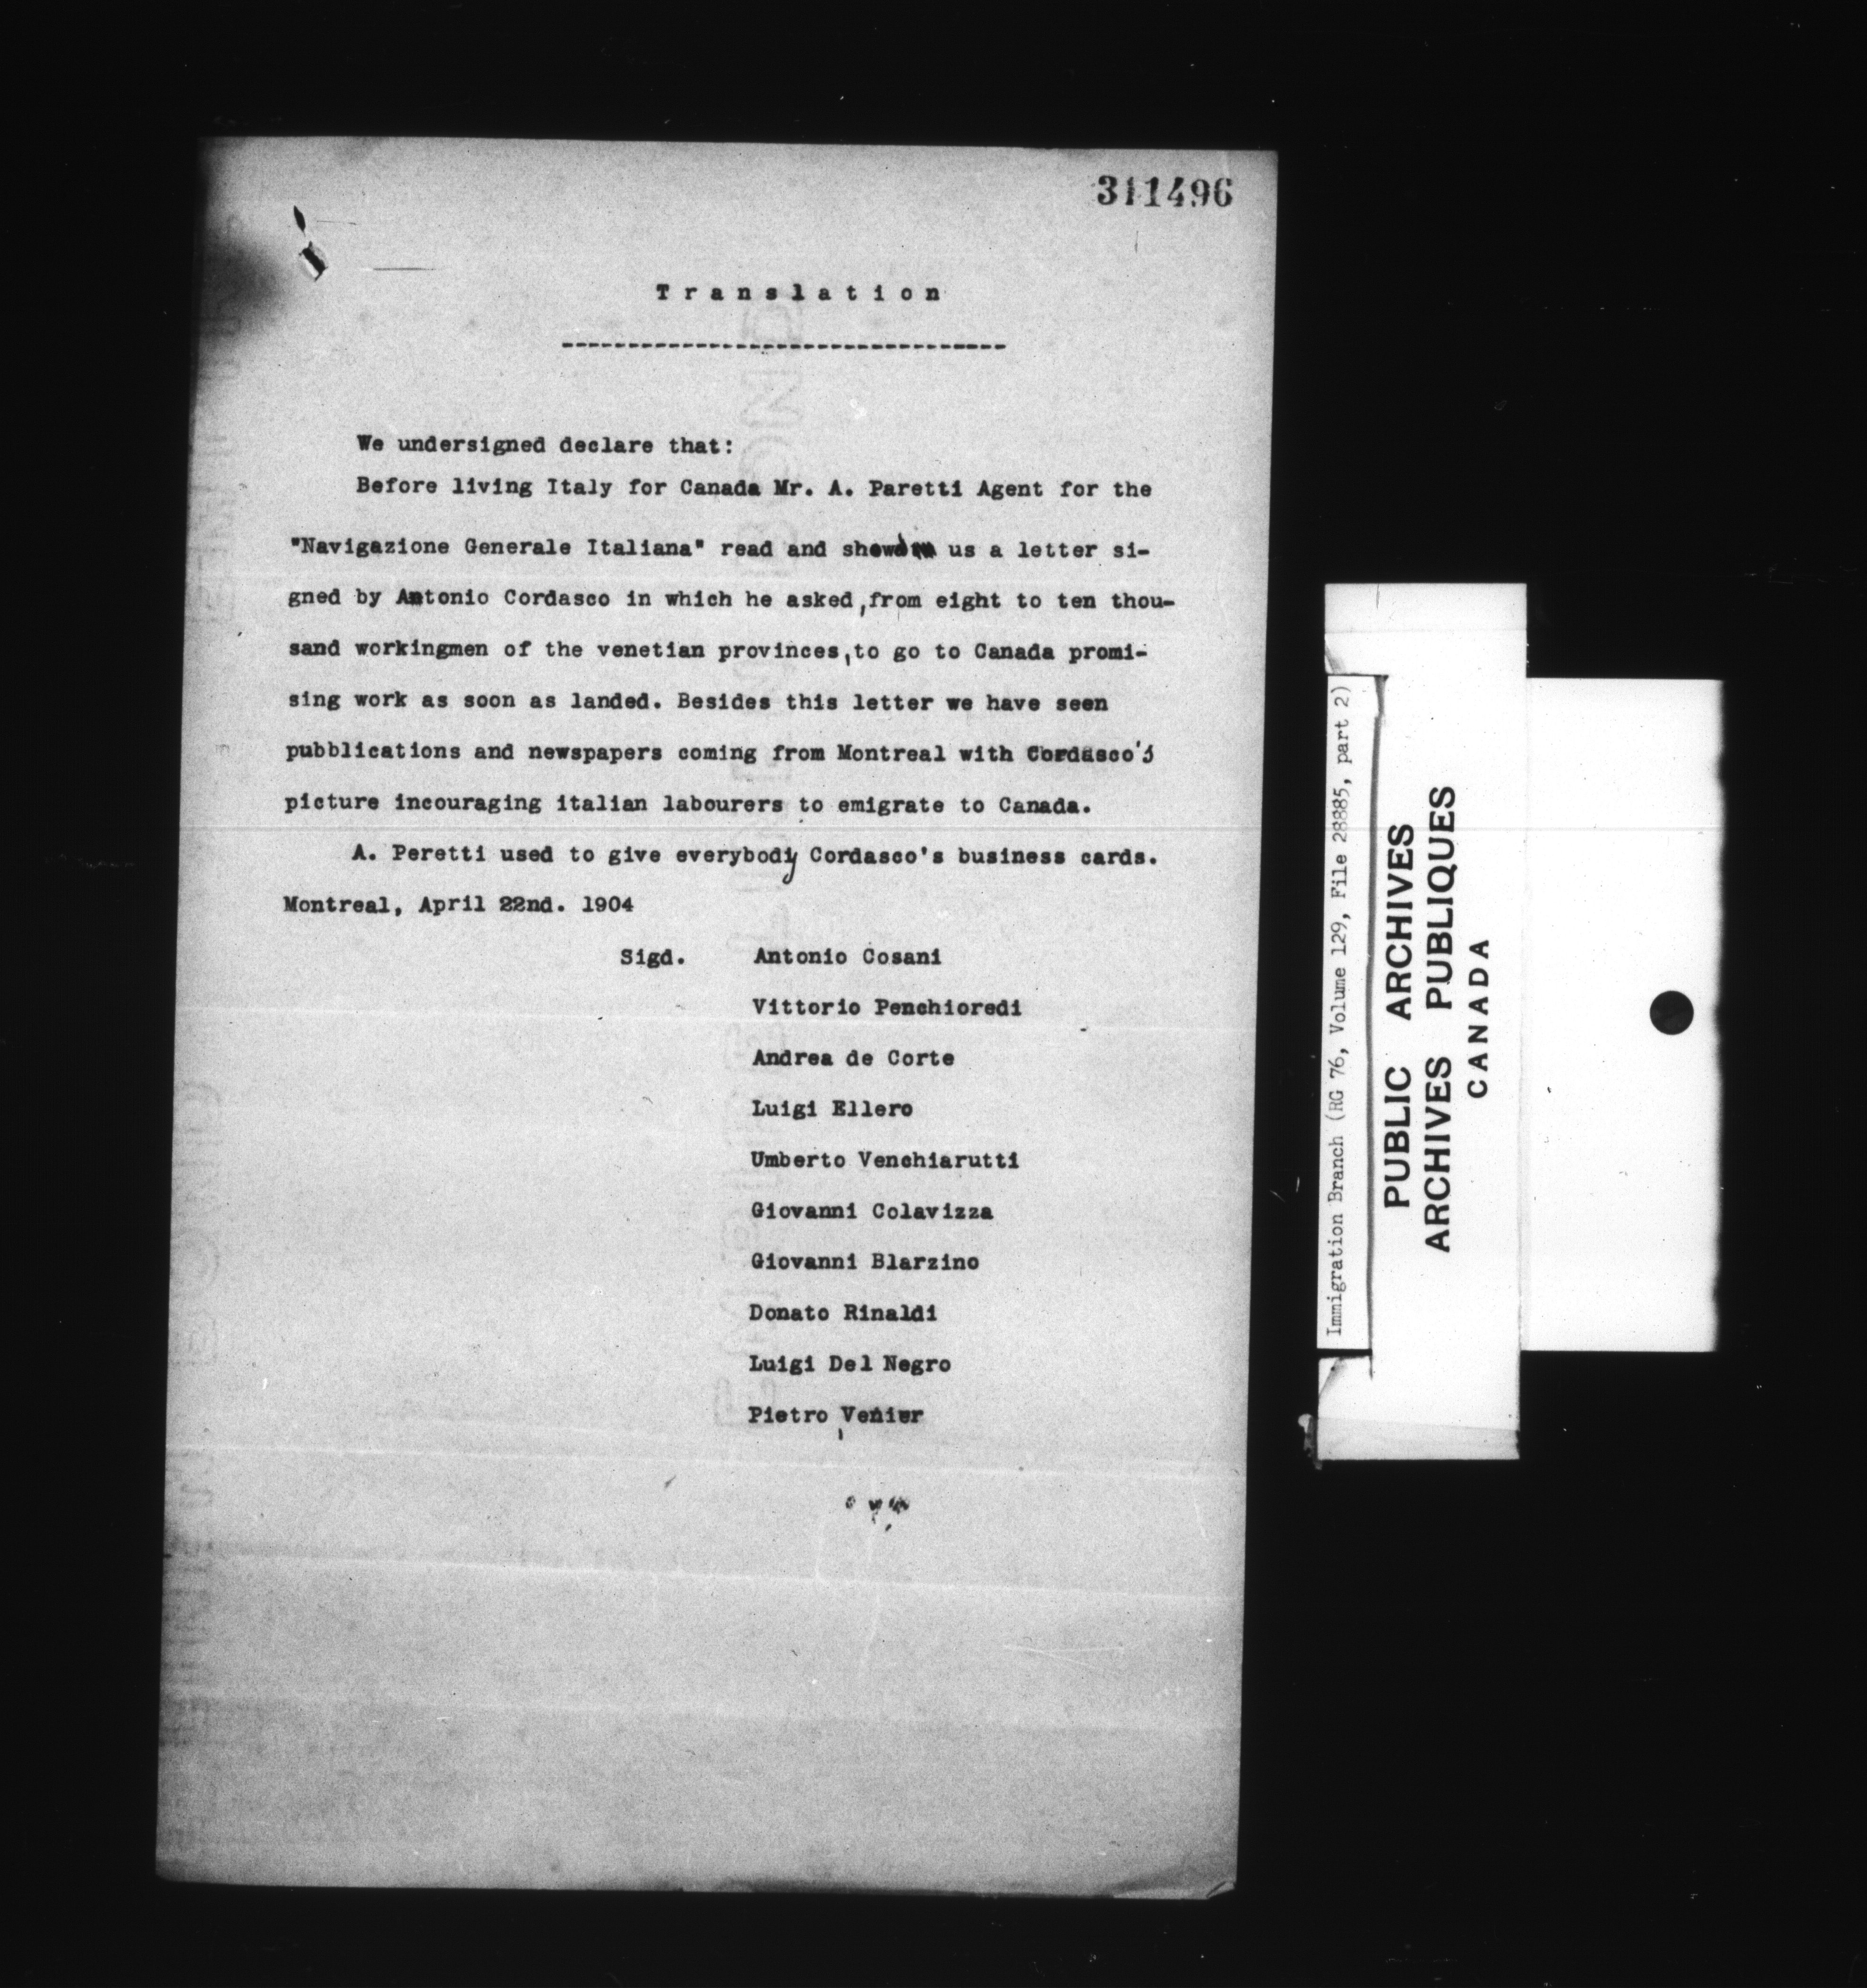 311496
Translation
---------------------------------
We undersigned declare that:
Before living Italy for Canada Mr. A. Paretti Agent for the
"Navigazione Generale Italiana" read and showed us a letter si-
gned by Antonio Cordasco in which he asked, from eight to ten thou-
sand workingmen of the venetian provinces, to go to Canada promi-
sing work as soon as landed. Besides this letter we have seen
pubblications and newspapers coming from Montreal with Cordasco's
picture incouraging italian labourers to emigrate to Canada.
A. Peretti used to give everybody Cordasco's business cards.
Montreal, April 22nd. 1904
Sigd. Antonio Cosani
Vittorio Penchioredi
Andrea de Corte
Luigi Ellero
Umberto Venchiarutti
Giovanni Colavizza
Giovanni Blarzino
Donato Rinaldi
Luigi Del Negro
Pietro Venier
Immigration Branch (RG 76, Volume 129, File 28885, part 2)
PUBLIC ARCHIVES
ARCHIVES PUBLIQUES
CANADA